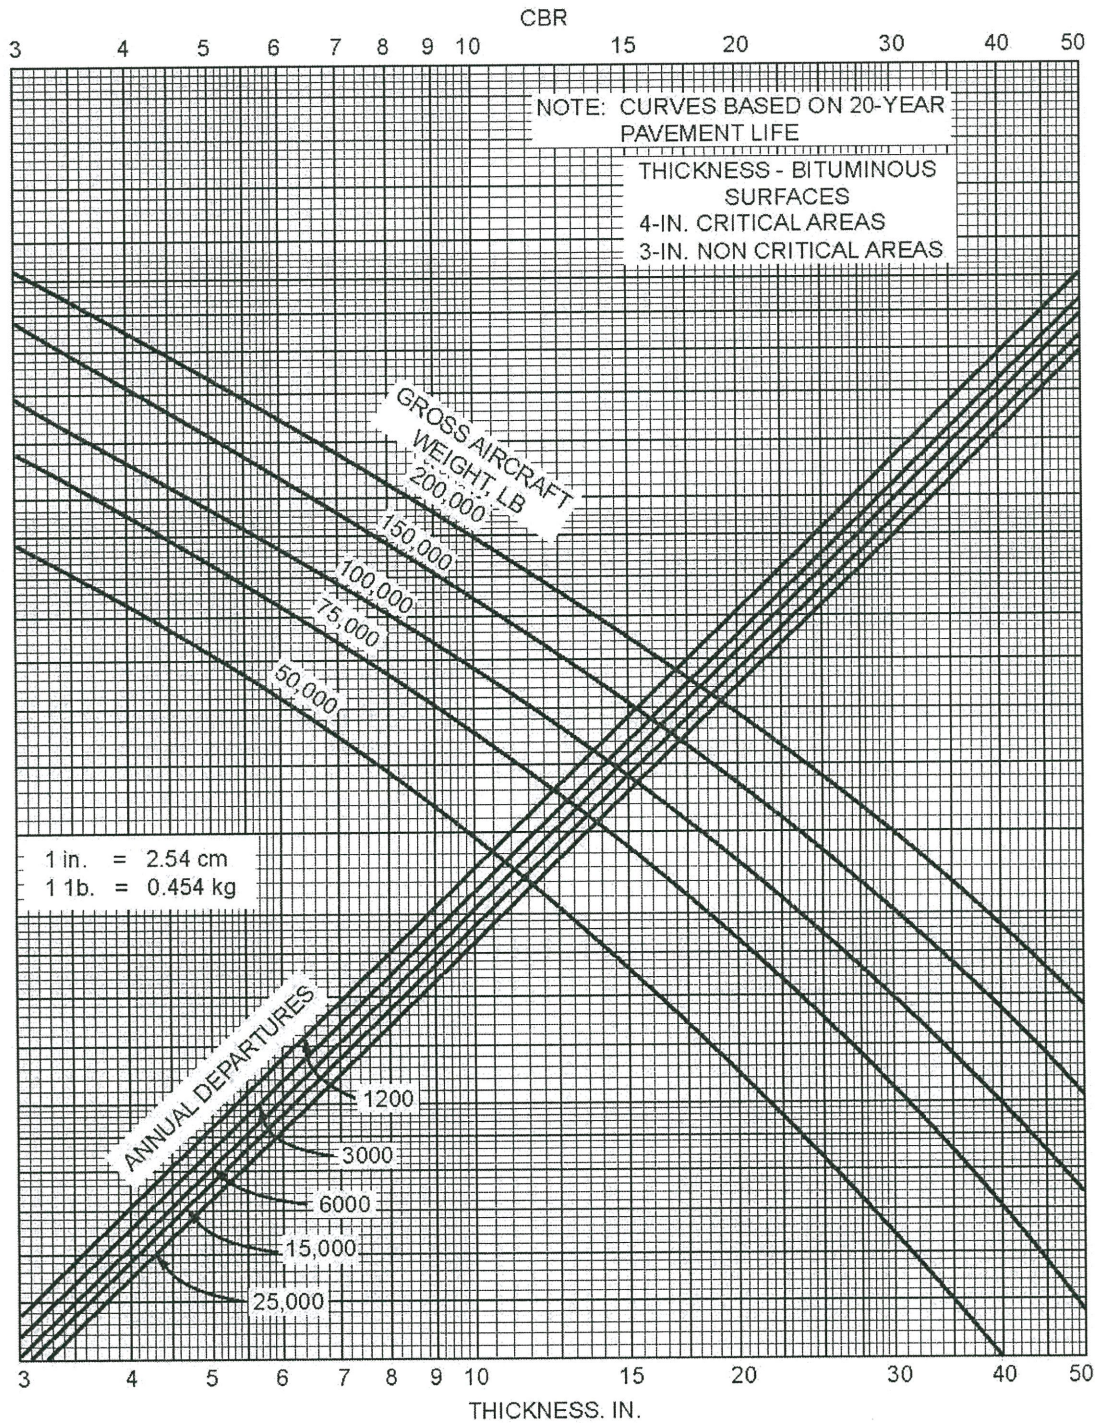 CBR
3 4 5 6 7 8 9 10 15 20 30 40 50
NOTE: CURVES BASED ON 20-YEAR
PAVEMENT LIFE
THICKNESS - BITUMINOUS
SURFACES
4-IN. CRITICAL AREAS
3-IN. NON CRITICAL AREAS
GROSS AIRCRAFT
WEIGHT, LB
200,000
150,000
100,000
75,000
50,000
1 in. = 2.54 cm
1 1b. = 0.454 kg
ANNUAL DEPARTURES
1200
3000
6000
15,000
25,000
3 4 5 6 7 8 9 10 15 20 30 40 50
THICKNESS. IN.